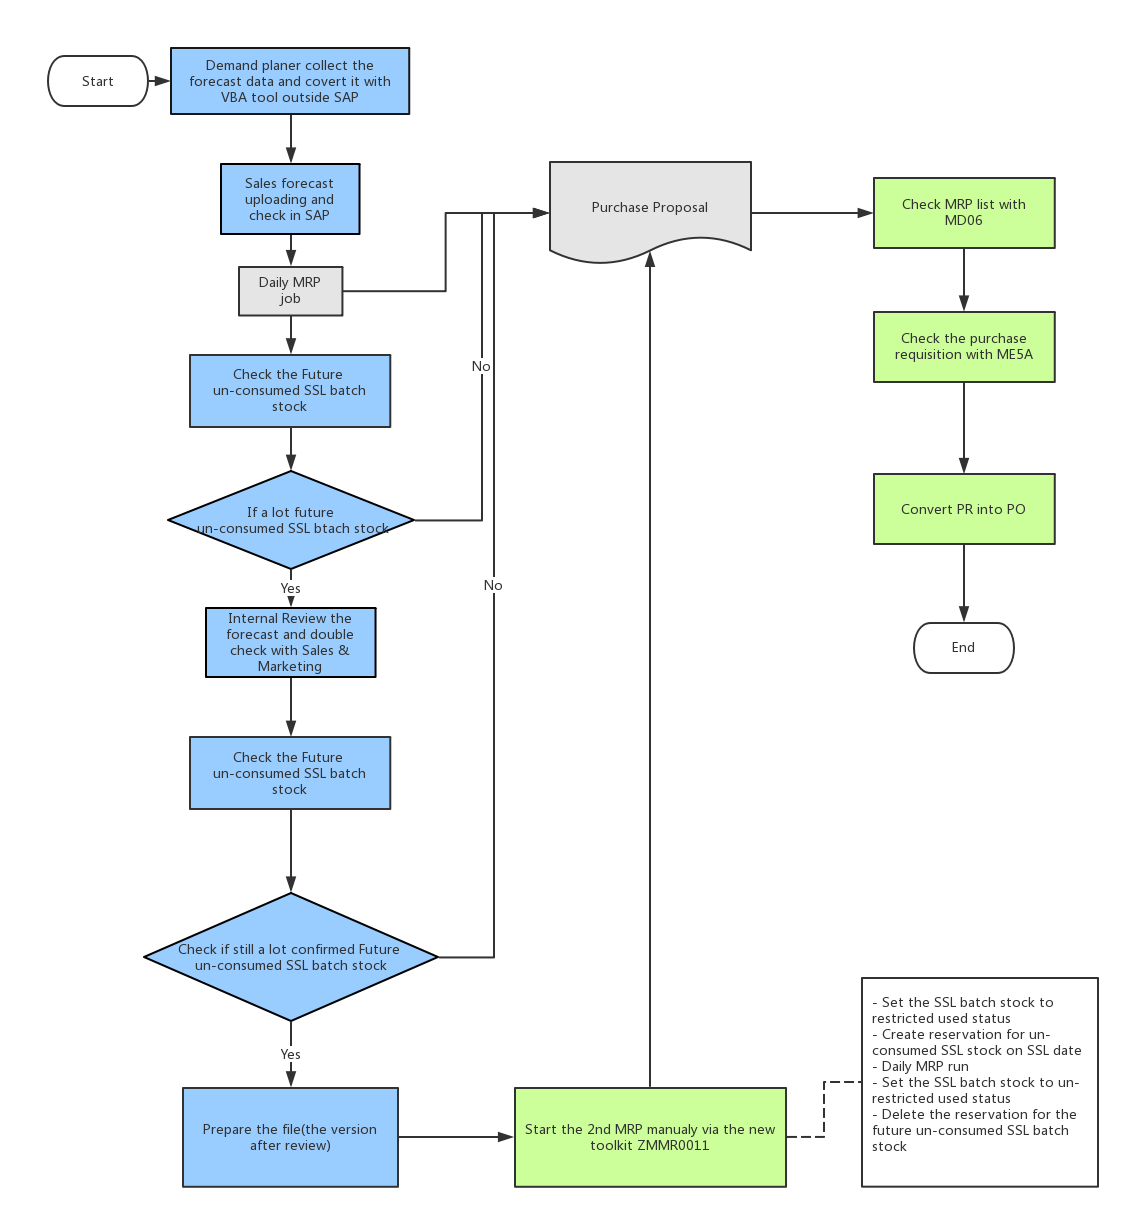 Start
Demand planer collect the
forecast data and covert it with
VBA tool outside SAP
Sales forecast
uploading and
check in SAP
Daily MRP
job
Check the Future
un-consumed SSL batch
stock
If a lot future
un-consumed SSL btach stock
No
Yes
Internal Review the
forecast and double
check with Sales &
Marketing
Check the Future
un-consumed SSL batch
stock
Check if still a lot confirmed Future
un-consumed SSL batch stock
No
Yes
Prepare the file(the version
after review)
Start the 2nd MRP manualy via the new
toolkit ZMMR0011
- Set the SSL batch stock to
restricted used status
- Create reservation for un-
consumed SSL stock on SSL date
- Daily MRP run
- Set the SSL batch stock to un-
restricted used status
- Delete the reservation for the
future un-consumed SSL batch
stock
Purchase Proposal
Check MRP list with
MD06
Check the purchase
requisition with ME5A
Convert PR into PO
End